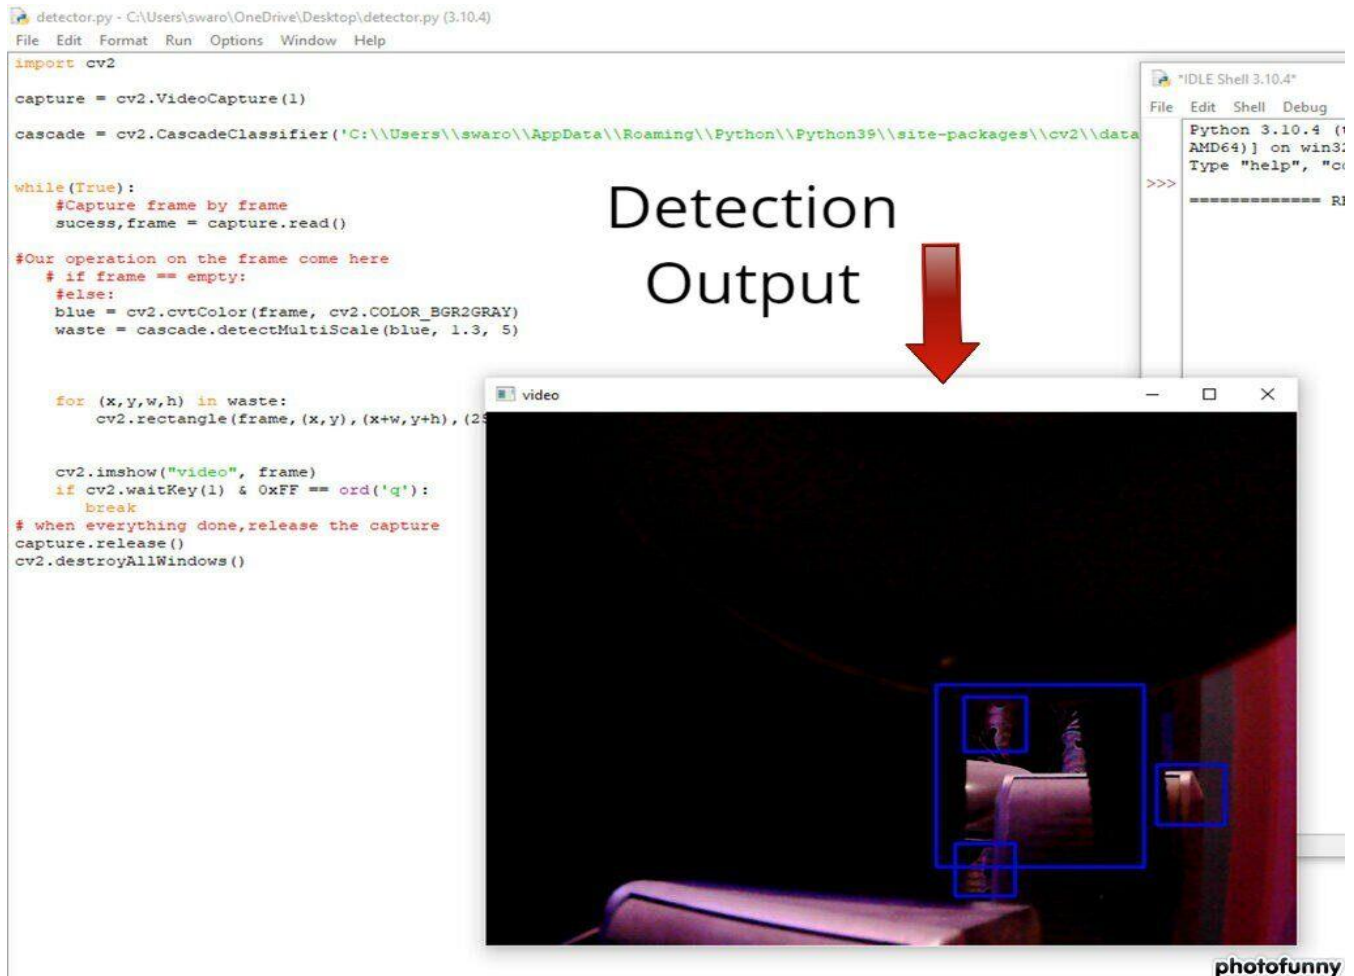 detector.py - C:\Users\swaro\OneDrive\Desktop\detector.py (3.10.4)
File Edit Format Run Options Window Help
import cv2
capture = cv2.VideoCapture(1)
cascade = cv2.CascadeClassifier('C:\\Users\\swaro\\AppData\\Roaming\\Python\\Python39\\site-packages\\cv2\\data
while(True):
#Capture frame by frame
sucess,frame = capture.read()
#Our operation on the frame come here
# if frame == empty:
#else:
blue = cv2.cvtColor(frame, cv2.COLOR_BGR2GRAY)
waste = cascade.detectMultiScale(blue, 1.3, 5)
for (x,y,w,h) in waste:
cv2.rectangle(frame,(x,y),(x+w,y+h),(25
cv2.imshow("video", frame)
if cv2.waitKey(1) & 0xFF == ord('q'):
break
# when everything done,release the capture
capture.release()
cv2.destroyAllWindows()
Detection
Output
*IDLE Shell 3.10.4*
File Edit Shell Debug
Python 3.10.4 (t
AMD64)] on win32
Type "help", "co
>>>
============= RE
video
photofunny